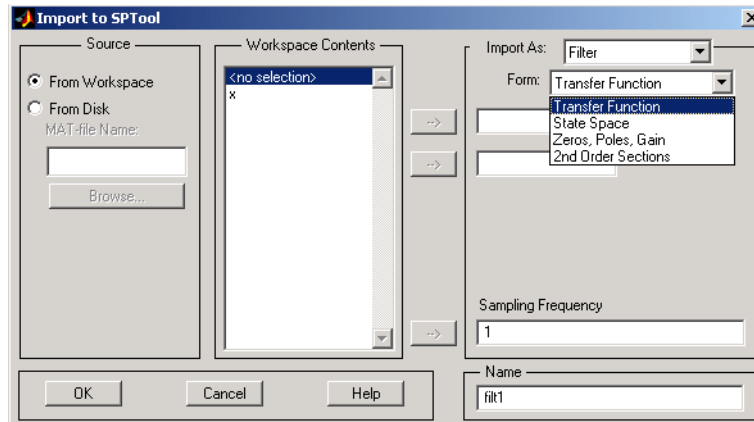 Import to SPTool
Source
From Workspace
From Disk
MAT-file Name:
Browse...
Workspace Contents
<no selection>
x
-->
-->
-->
Import As: Filter
Form: Transfer Function
Transfer Function
State Space
Zeros, Poles, Gain
2nd Order Sections
Sampling Frequency
1
OK Cancel Help
Name
filt1